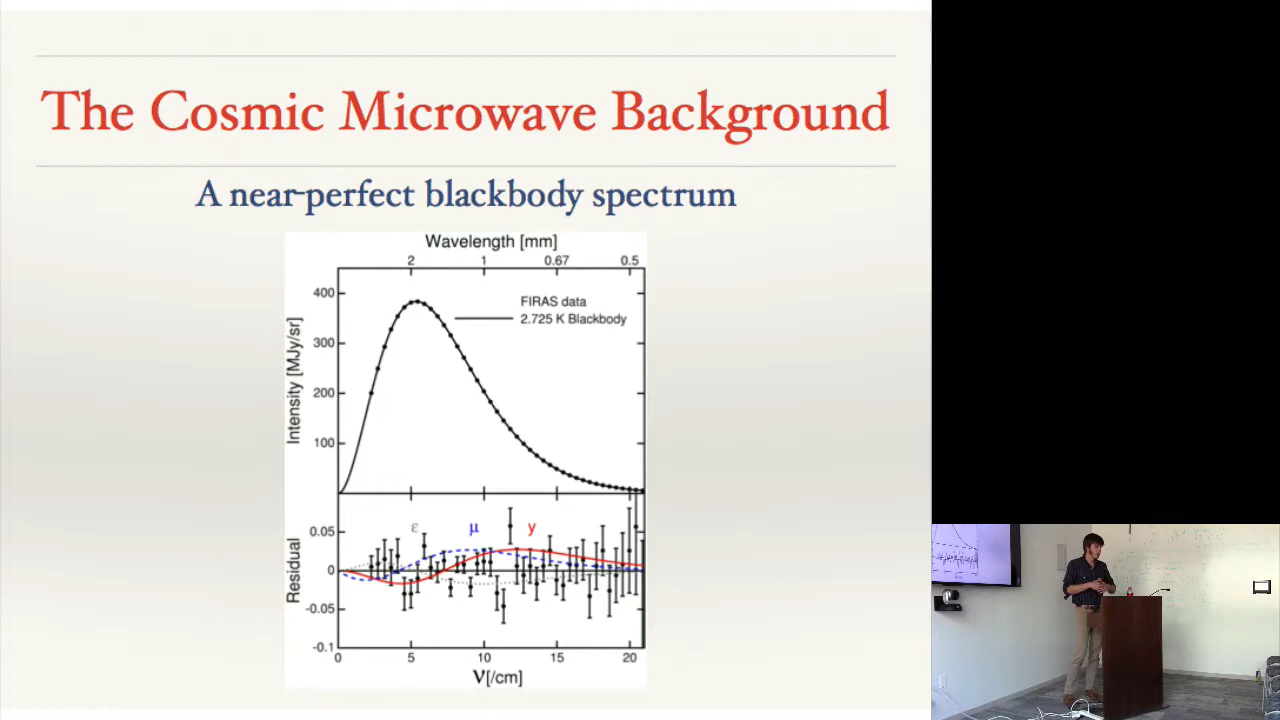 The Cosmic Microwave Background
A near-perfect blackbody spectrum
Wavelength [mm]
2 1 0.67 0.5
400
300
200
100
Intensity [MJy/sr]
FIRAS data
2.725 K Blackbody
ε μ y
0.05
0
-0.05
-0.1
Residual
0 5 10 15 20
ν[/cm]